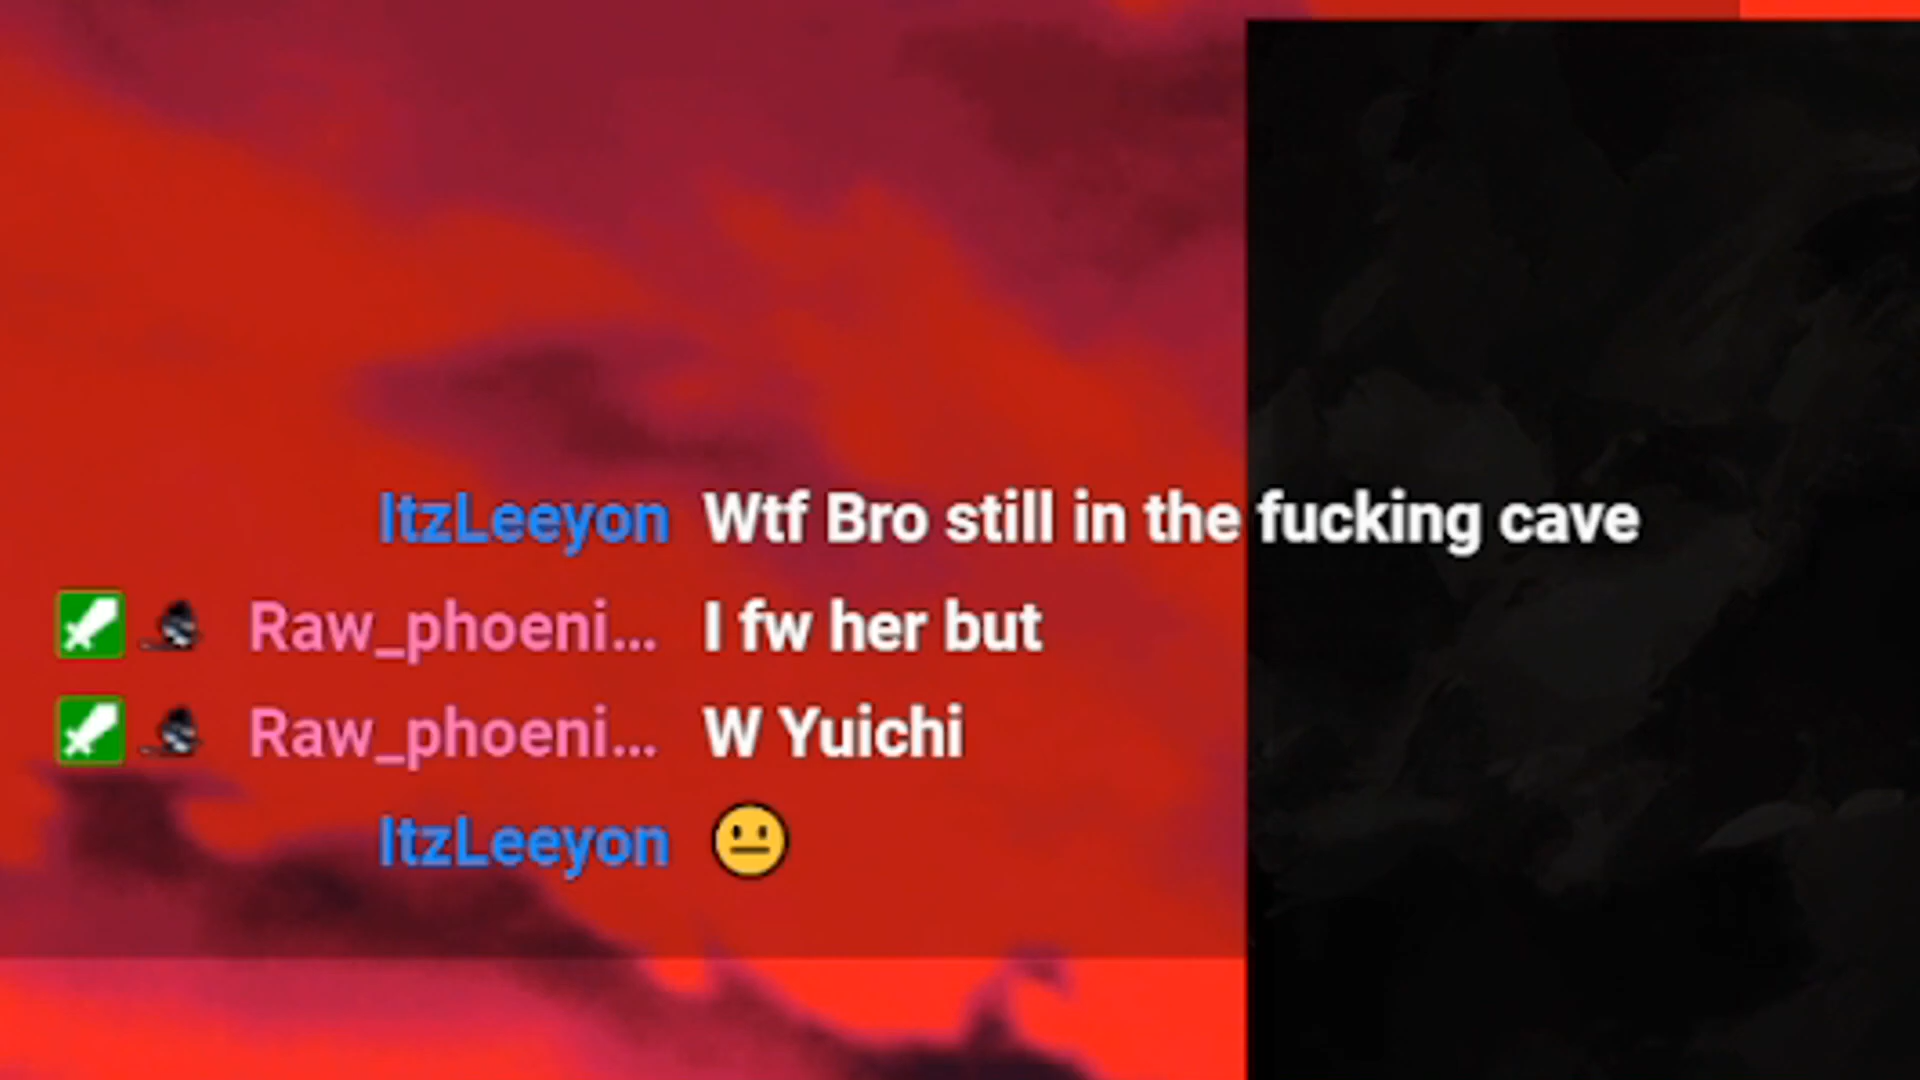 ItzLeeyon Wtf Bro still in the fucking cave
Raw_phoeni... I fw her but
Raw_phoeni... W Yuichi
ItzLeeyon 😐